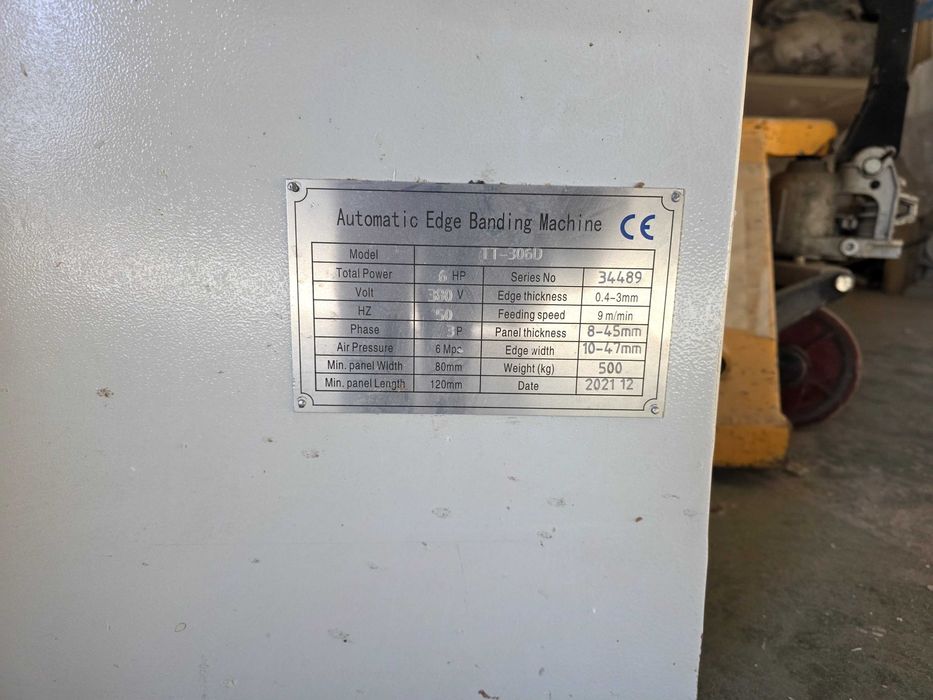 Automatic Edge Banding Machine CE
Model TT-306D
Total Power 6 HP Series No 34489
Volt 380 V Edge thickness 0.4-3mm
HZ 50 Feeding speed 9 m/min
Phase 3P Panel thickness 8-45mm
Air Pressure 6 Mpa Edge width 10-47mm
Min. panel Width 80mm Weight (kg) 500
Min. panel Length 120mm Date 2021 12